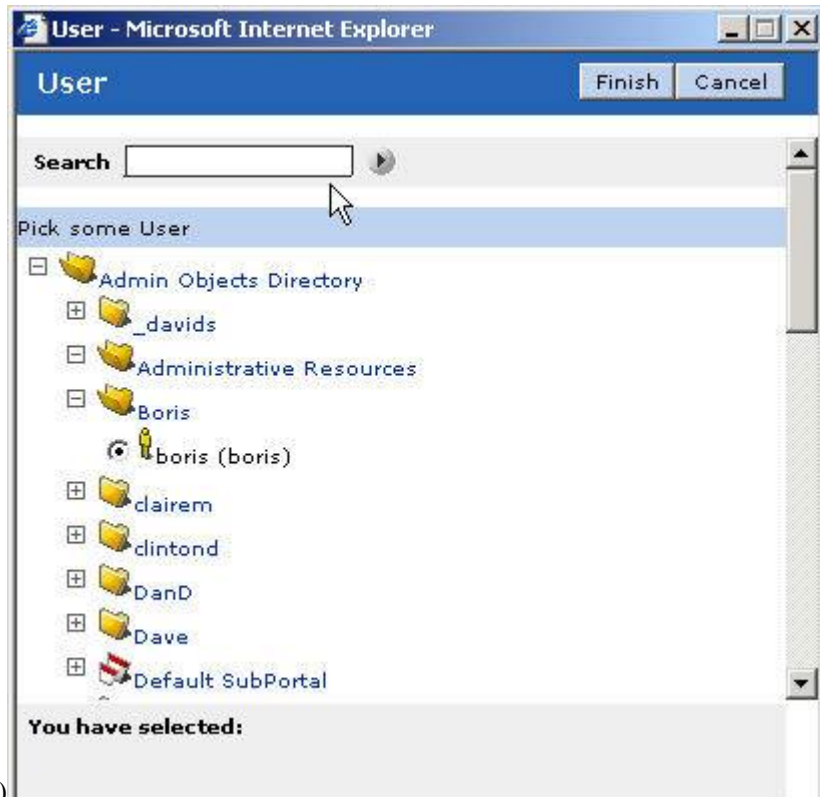 User - Microsoft Internet Explorer
User
Finish Cancel
Search
Pick some User
Admin Objects Directory
_davids
Administrative Resources
Boris
boris (boris)
clairem
clintond
DanD
Dave
Default SubPortal
You have selected:
)